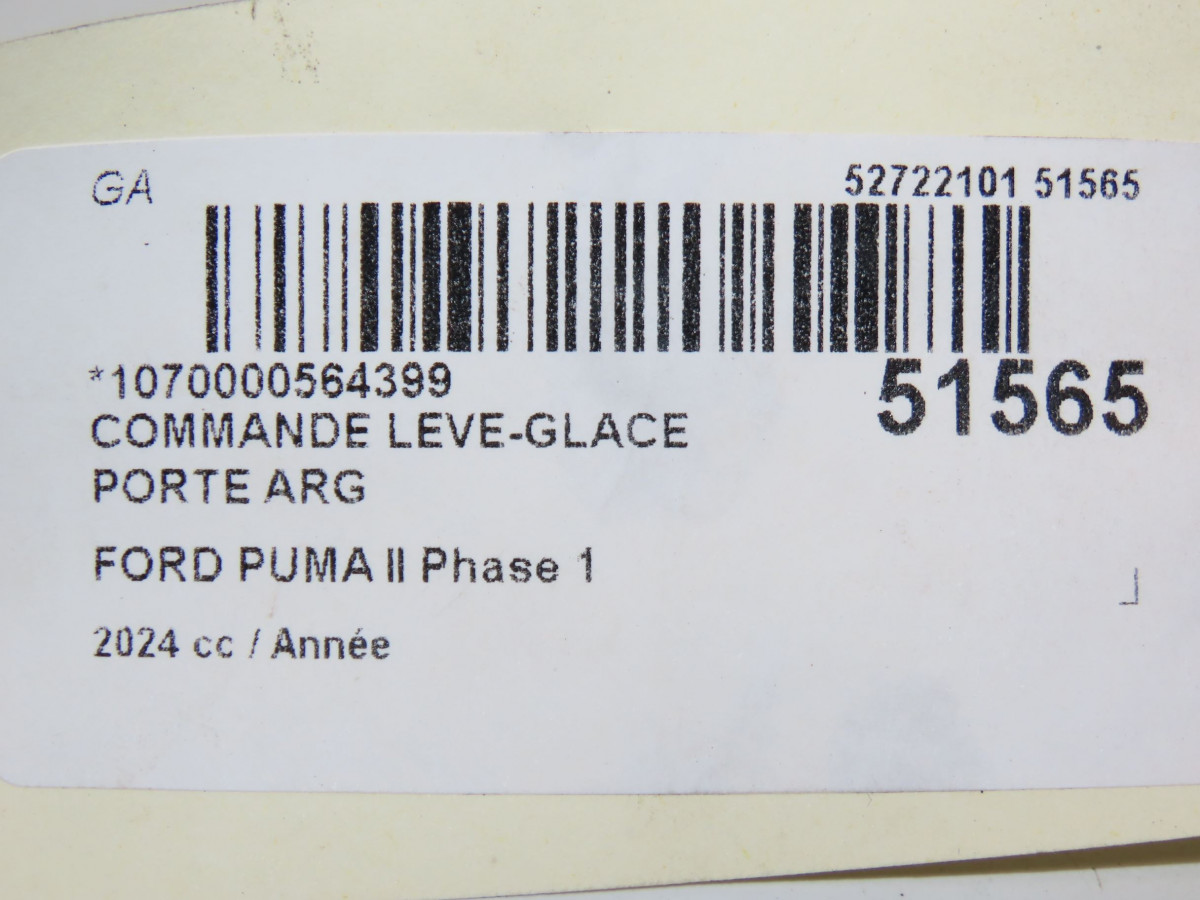 GA
52722101 51565
*1070000564399
51565
COMMANDE LEVE-GLACE
PORTE ARG
FORD PUMA II Phase 1
2024 cc / Année